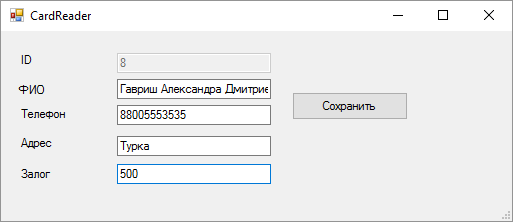 CardReader
ID 8
ФИО Гавриш Александра Дмитрие
Телефон 88005553535
Сохранить
Адрес Турка
Залог 500